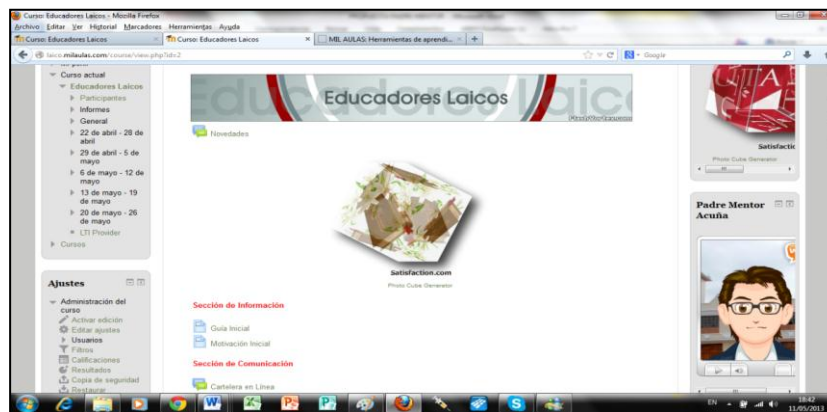 Curso: Educadores Laicos - Mozilla Firefox
Archivo Editar Ver Historial Marcadores Herramientas Ayuda
Curso: Educadores Laicos
Curso: Educadores Laicos
MIL AULAS: Herramientas de aprendi...
laico.milaulas.com/course/view.php?id=2
Google
Curso actual
Educadores Laicos
Participantes
Informes
General
22 de abril - 28 de
abril
29 de abril - 5 de
mayo
6 de mayo - 12 de
mayo
13 de mayo - 19
de mayo
20 de mayo - 26
de mayo
LTI Provider
Cursos
Ajustes
Administración del
curso
Activar edición
Editar ajustes
Usuarios
Filtros
Calificaciones
Resultados
Copia de seguridad
Restaurar
Educadores Laicos
Novedades
Satisfaction.com
Photo Cube Generator
Sección de Información
Guía Inicial
Motivación Inicial
Sección de Comunicación
Cartelera en Línea
Satisfactic
Photo Cube Generator
Padre Mentor
Acuña
EN
18:42
11/05/2013